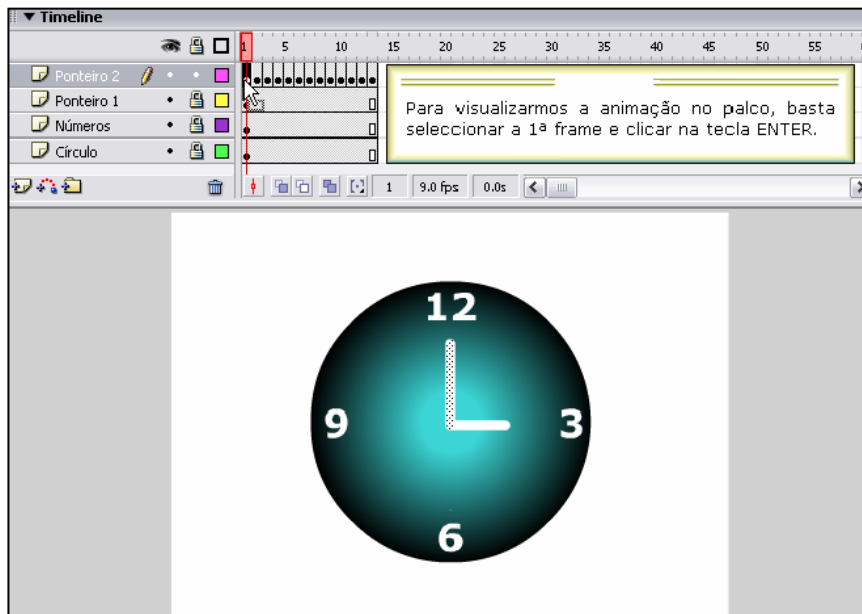 Timeline
1 5 10 15 20 25 30 35 40 45 50 55
Ponteiro 2
Ponteiro 1
Números
Círculo
Para visualizarmos a animação no palco, basta
seleccionar a 1ª frame e clicar na tecla ENTER.
1 9.0 fps 0.0s
12
9 3
6